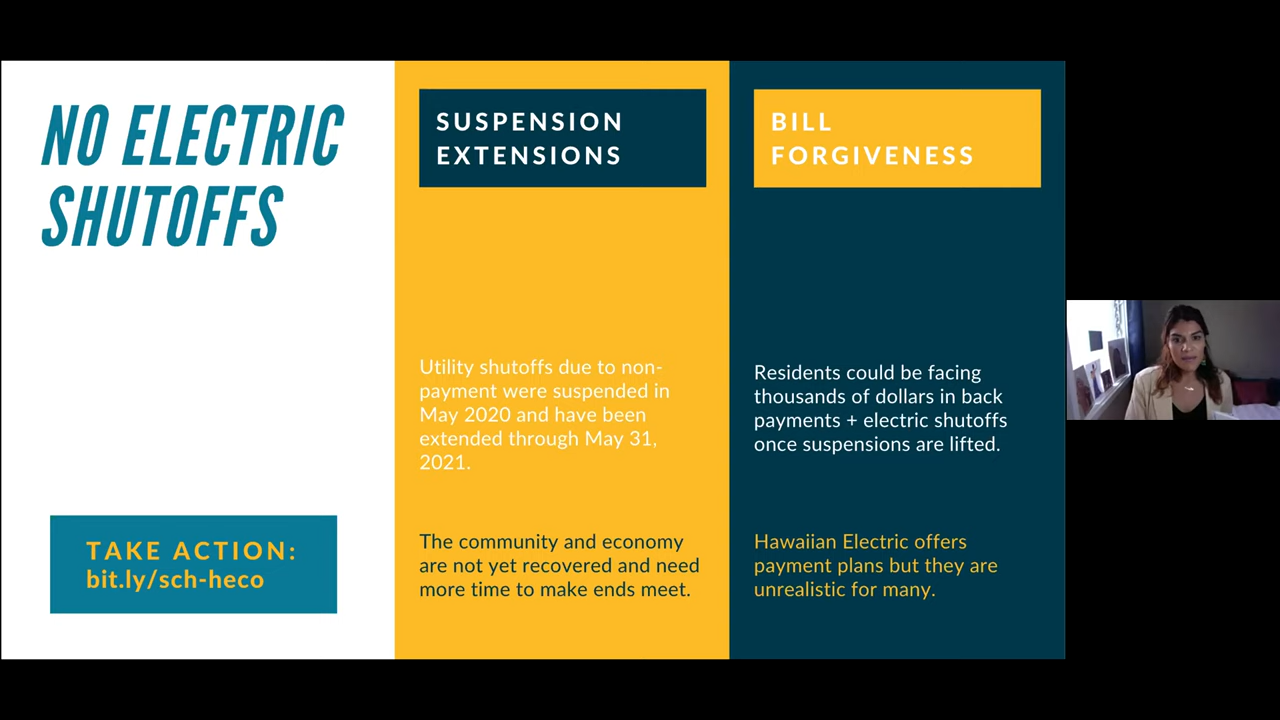 NO ELECTRIC
SHUTOFFS
TAKE ACTION:
bit.ly/sch-heco
SUSPENSION
EXTENSIONS
Utility shutoffs due to non-
payment were suspended in
May 2020 and have been
extended through May 31,
2021.
The community and economy
are not yet recovered and need
more time to make ends meet.
BILL
FORGIVENESS
Residents could be facing
thousands of dollars in back
payments + electric shutoffs
once suspensions are lifted.
Hawaiian Electric offers
payment plans but they are
unrealistic for many.